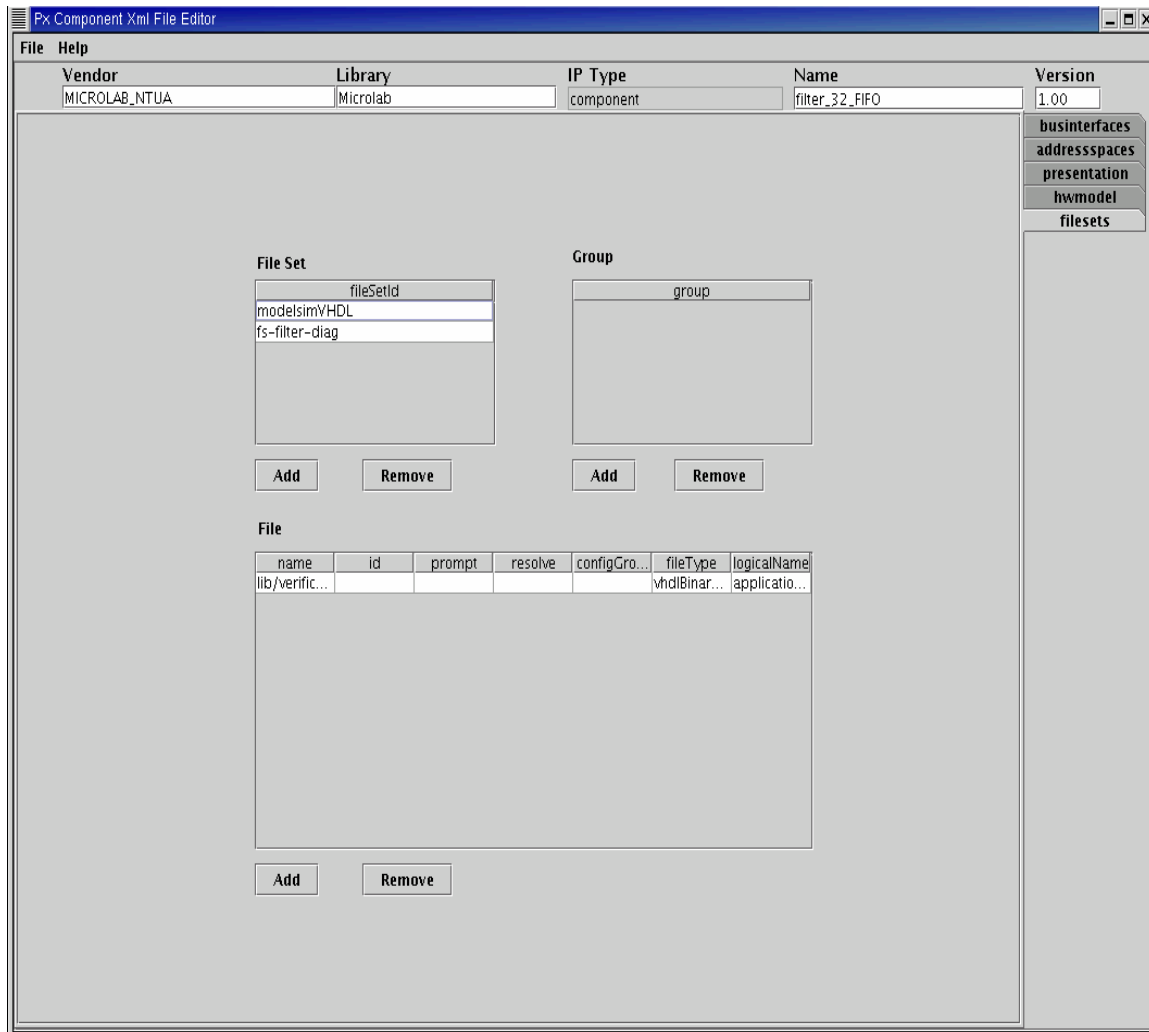 Px Component Xml File Editor
File Help
Vendor Library IP Type Name Version
MICROLAB_NTUA Microlab component filter_32_FIFO 1.00
businterfaces
addressspaces
presentation
hwmodel
filesets
File Set Group
fileSetId group
modelsimVHDL
fs-filter-diag
Add Remove Add Remove
File
name id prompt resolve configGro... fileType logicalName
lib/verific... vhdlBinar... applicatio...
Add Remove